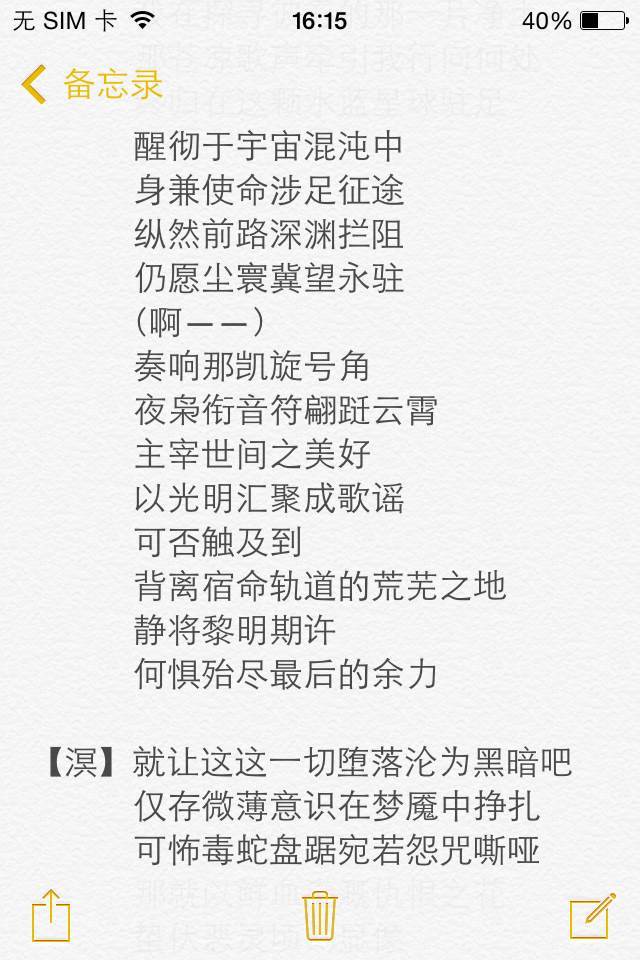 无 SIM 卡 16:15 40%
备忘录
醒彻于宇宙混沌中
身兼使命涉足征途
纵然前路深渊拦阻
仍愿尘寰冀望永驻
(啊——)
奏响那凯旋号角
夜枭衔音符翩跹云霄
主宰世间之美好
以光明汇聚成歌谣
可否触及到
背离宿命轨道的荒芜之地
静将黎明期许
何惧殆尽最后的余力
【溟】就让这这一切堕落沦为黑暗吧
仅存微薄意识在梦魇中挣扎
可怖毒蛇盘踞宛若怨咒嘶哑